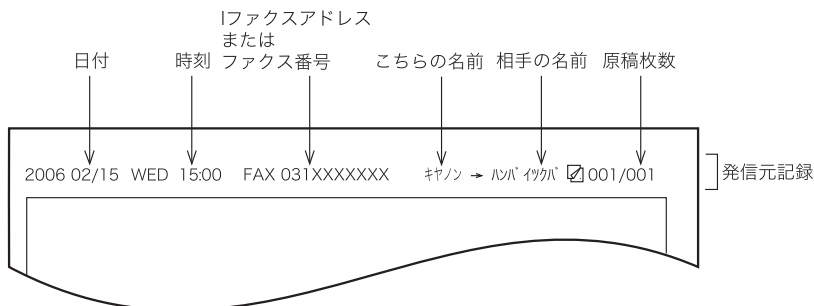 Iファクスアドレス
または
日付 時刻 ファクス番号 こちらの名前 相手の名前 原稿枚数
2006 02/15 WED 15:00 FAX 031XXXXXXX ｷﾔﾉﾝ → ﾊﾝﾊﾞｲﾂｸﾊﾞ 001/001
発信元記録